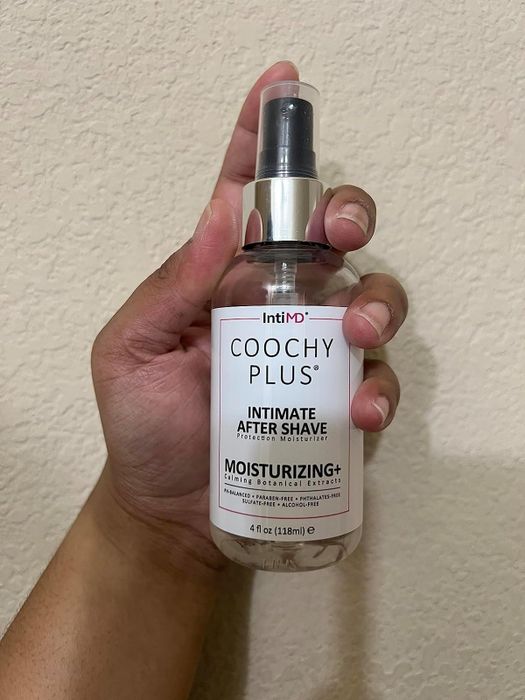 IntiMD®
COOCHY
PLUS®
INTIMATE
AFTER SHAVE
Protection Moisturizer
MOISTURIZING+
Calming Botanical Extracts
PH-BALANCED • PARABEN-FREE • PHTHALATES-FREE
SULFATE-FREE • ALCOHOL-FREE
4 fl oz (118ml) ℮